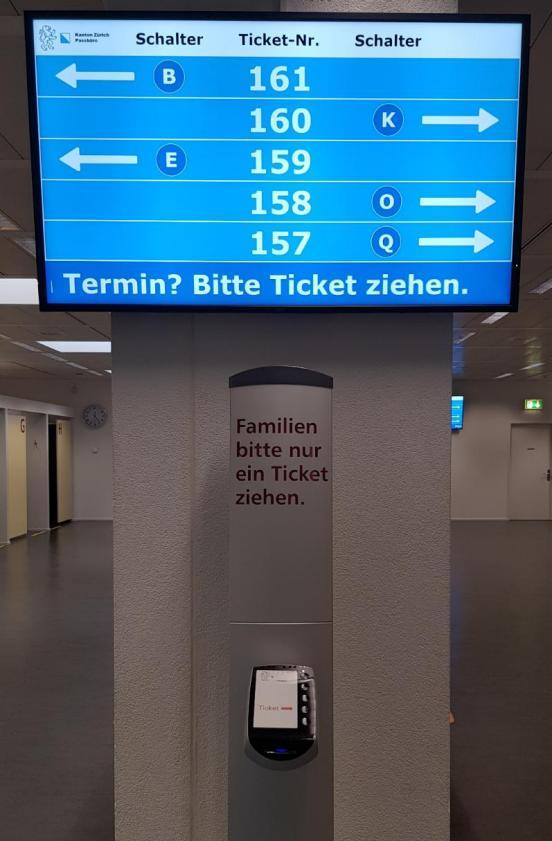 Kanton Zürich
Passbüro
Schalter Ticket-Nr. Schalter
B 161
160 K
E 159
158 O
157 Q
Termin? Bitte Ticket ziehen.
Familien
bitte nur
ein Ticket
ziehen.
G
H
Ticket